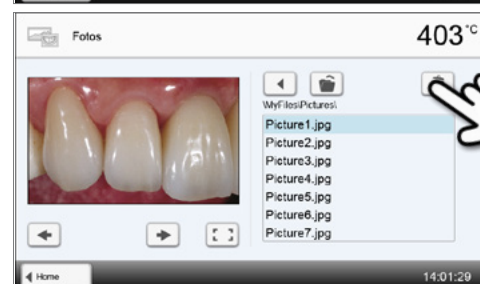 Fotos
403°C
\MyFiles\Pictures\
Picture1.jpg
Picture2.jpg
Picture3.jpg
Picture4.jpg
Picture5.jpg
Picture6.jpg
Picture7.jpg
Home
14:01:29